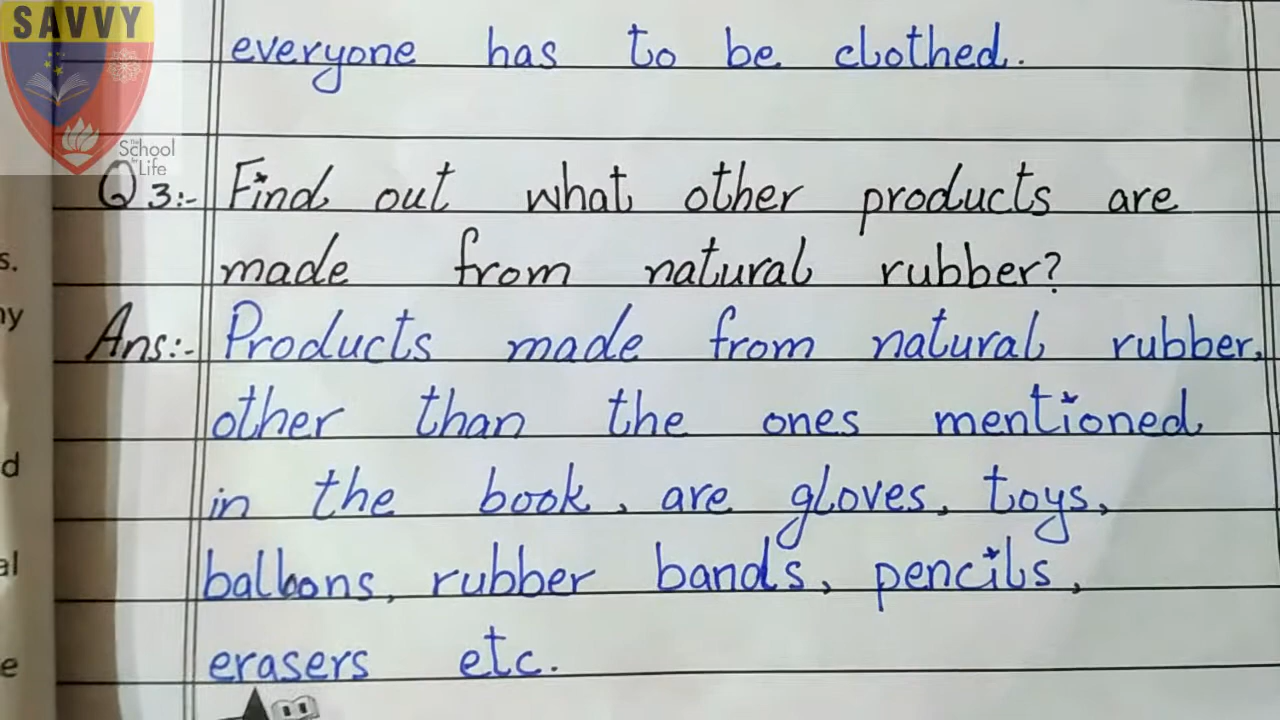 SAVVY
The School for Life
everyone has to be clothed.
Q3:- Find out what other products are
made from natural rubber?
Ans:- Products made from natural rubber,
other than the ones mentioned
in the book, are gloves, toys,
balloons, rubber bands, pencils,
erasers etc.
s.
ny
d
al
e